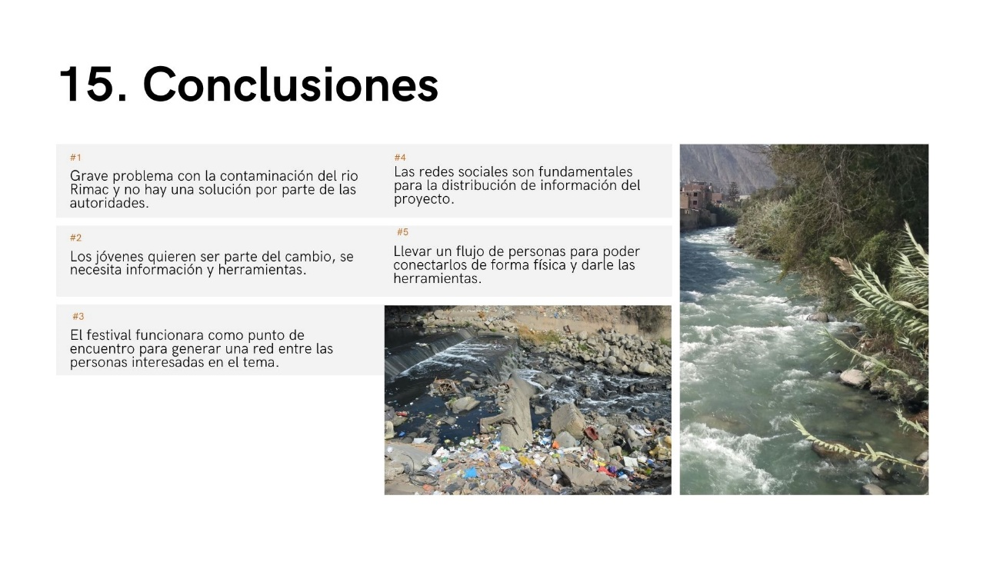 15. Conclusiones
#1
Grave problema con la contaminación del rio
Rimac y no hay una solución por parte de las
autoridades.
#2
Los jóvenes quieren ser parte del cambio, se
necesita información y herramientas.
#3
El festival funcionara como punto de
encuentro para generar una red entre las
personas interesadas en el tema.
#4
Las redes sociales son fundamentales
para la distribución de información del
proyecto.
#5
Llevar un flujo de personas para poder
conectarlos de forma física y darle las
herramientas.